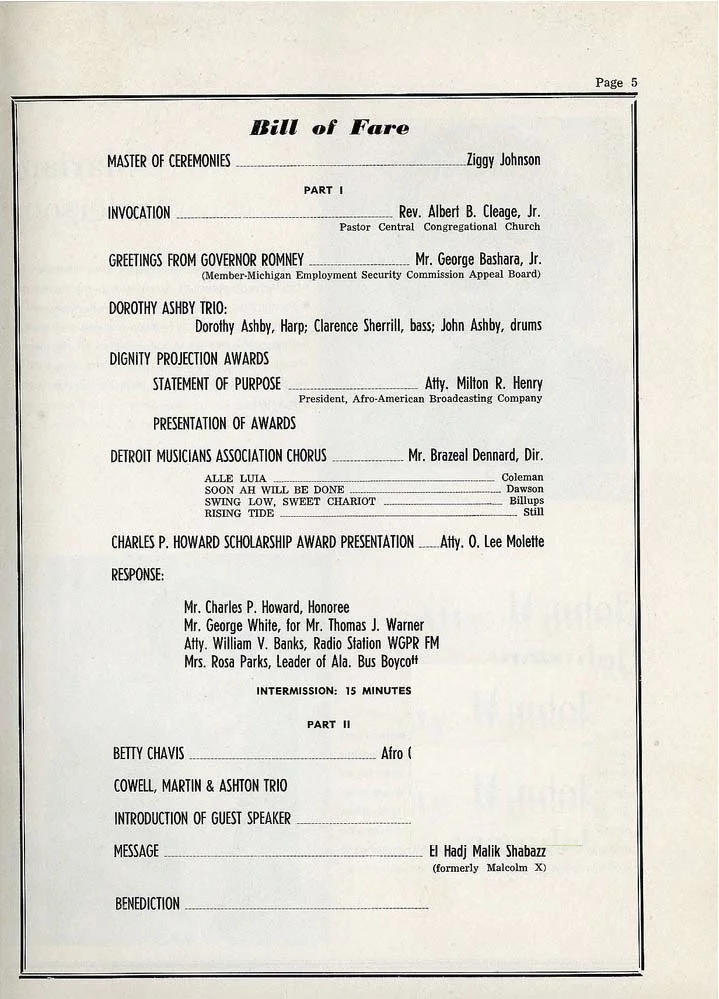 Page 5
Bill of Fare
MASTER OF CEREMONIES Ziggy Johnson
PART I
INVOCATION Rev. Albert B. Cleage, Jr.
Pastor Central Congregational Church
GREETINGS FROM GOVERNOR ROMNEY Mr. George Bashara, Jr.
(Member-Michigan Employment Security Commission Appeal Board)
DOROTHY ASHBY TRIO:
Dorothy Ashby, Harp; Clarence Sherrill, bass; John Ashby, drums
DIGNITY PROJECTION AWARDS
STATEMENT OF PURPOSE Atty. Milton R. Henry
President, Afro-American Broadcasting Company
PRESENTATION OF AWARDS
DETROIT MUSICIANS ASSOCIATION CHORUS Mr. Brazeal Dennard, Dir.
ALLE LUIA Coleman
SOON AH WILL BE DONE Dawson
SWING LOW, SWEET CHARIOT Billups
RISING TIDE Still
CHARLES P. HOWARD SCHOLARSHIP AWARD PRESENTATION Atty. O. Lee Molette
RESPONSE:
Mr. Charles P. Howard, Honoree
Mr. George White, for Mr. Thomas J. Warner
Atty. William V. Banks, Radio Station WGPR FM
Mrs. Rosa Parks, Leader of Ala. Bus Boycott
INTERMISSION: 15 MINUTES
PART II
BETTY CHAVIS Afro (
COWELL, MARTIN & ASHTON TRIO
INTRODUCTION OF GUEST SPEAKER
MESSAGE El Hadj Malik Shabazz
(formerly Malcolm X)
BENEDICTION